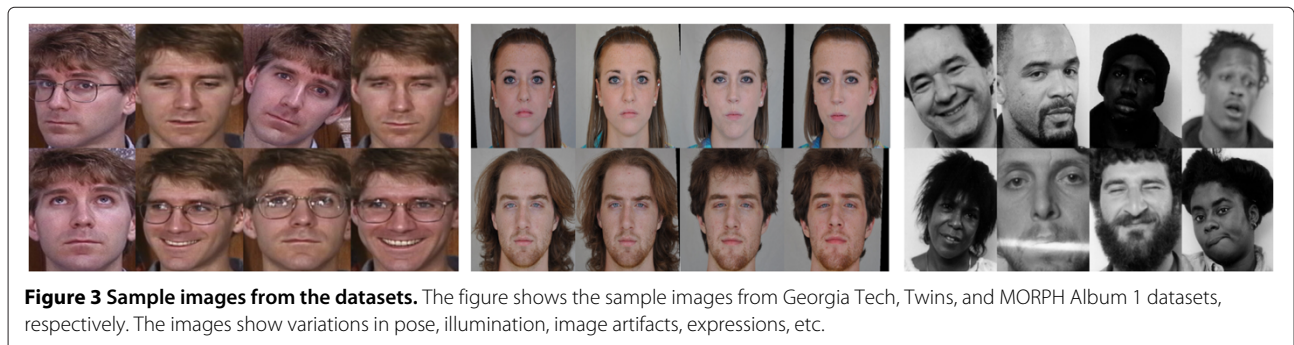 Figure 3 Sample images from the datasets. The figure shows the sample images from Georgia Tech, Twins, and MORPH Album 1 datasets,
respectively. The images show variations in pose, illumination, image artifacts, expressions, etc.